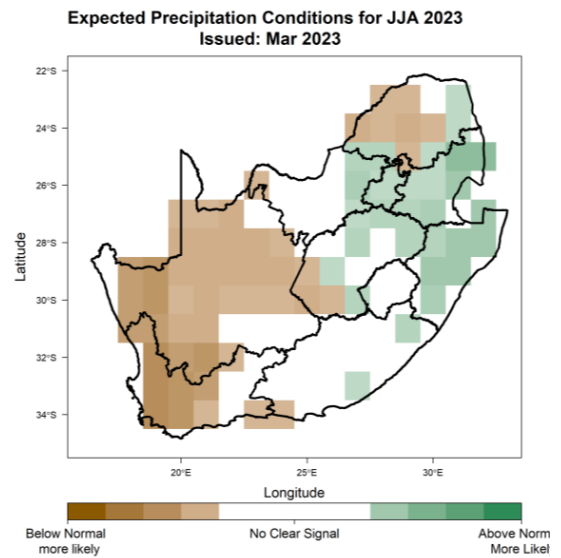 Expected Precipitation Conditions for JJA 2023
Issued: Mar 2023
22°S
24°S
26°S
28°S
30°S
32°S
34°S
Latitude
20°E
25°E
30°E
Longitude
Below Normal No Clear Signal Above Norm
more likely More Likel